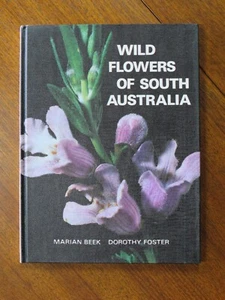 WILD
FLOWERS
OF SOUTH
AUSTRALIA
MARIAN BEEK DOROTHY FOSTER